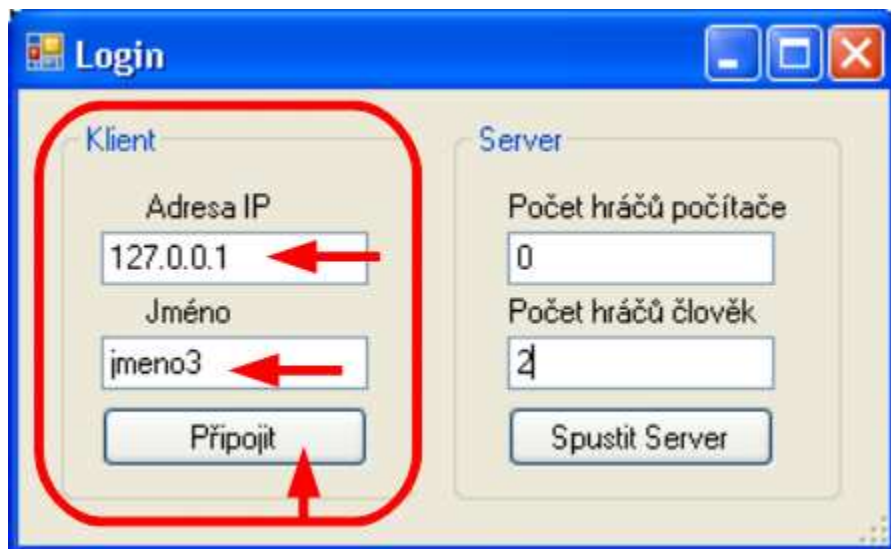 Login
Klient
Adresa IP
127.0.0.1
Jméno
jmeno3
Připojit
Server
Počet hráčů počítače
0
Počet hráčů člověk
2
Spustit Server